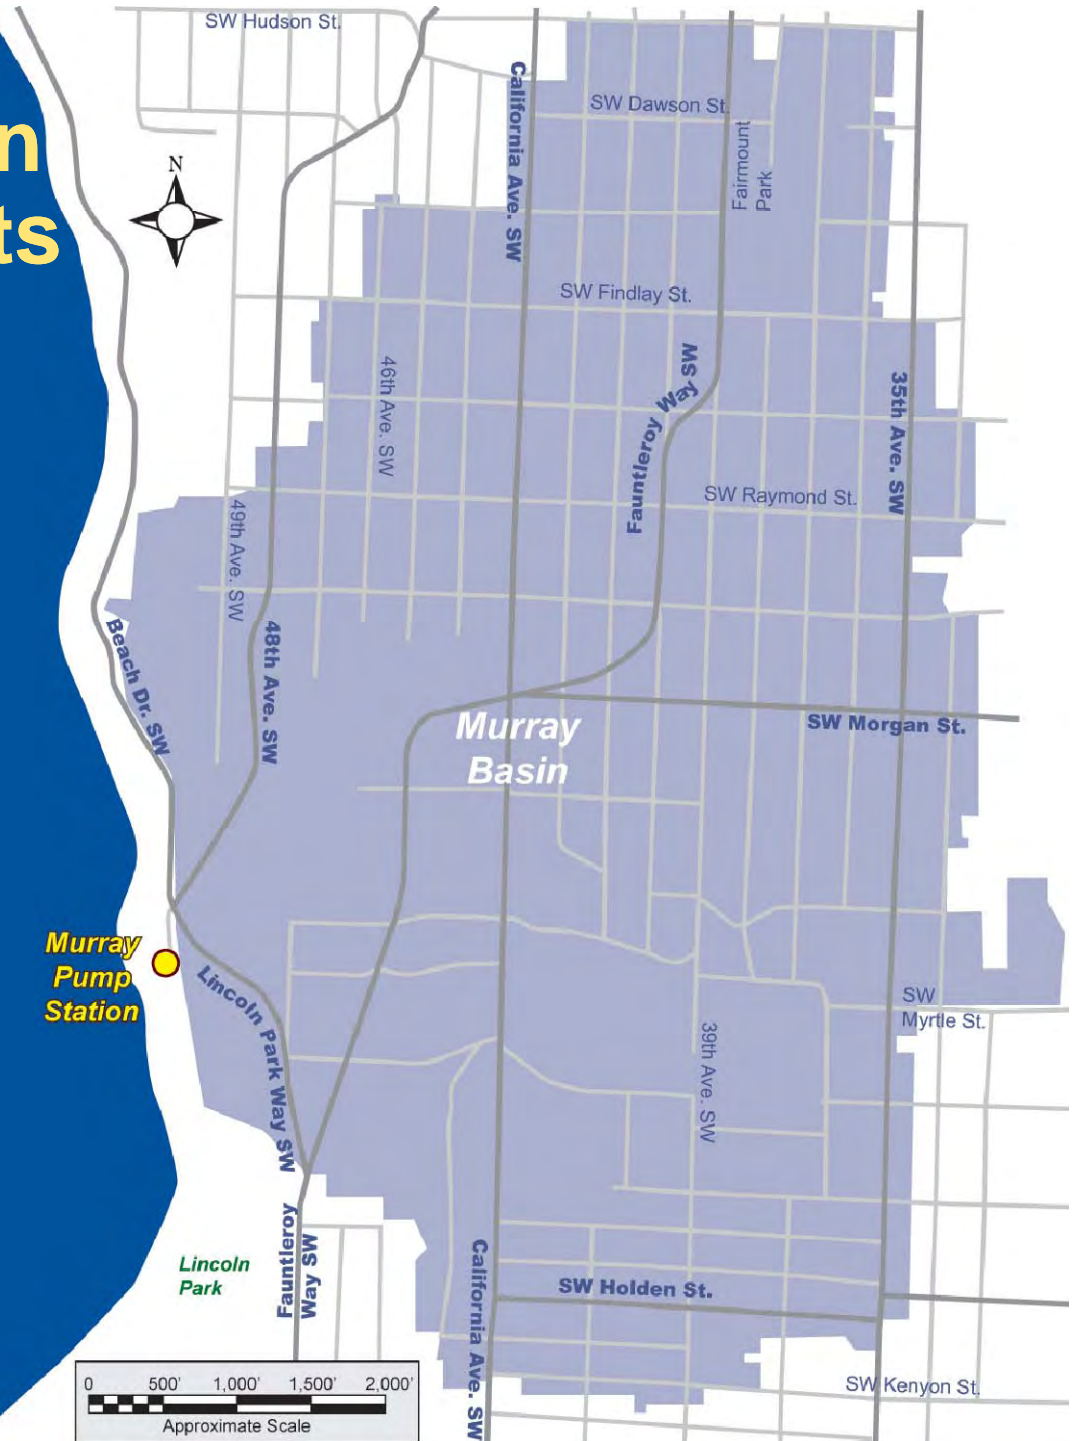 SW Hudson St.
California Ave. SW
SW Dawson St.
Fairmount
Park
N
SW Findlay St.
46th Ave. SW
Fauntleroy Way SW
35th Ave. SW
SW Raymond St.
49th Ave. SW
Beach Dr. SW
48th Ave. SW
SW Morgan St.
Murray
Basin
Murray
Pump
Station
Lincoln Park Way SW
SW
Myrtle St.
39th Ave. SW
Fauntleroy
Way SW
Lincoln
Park
California Ave. SW
SW Holden St.
SW Kenyon St.
0 500' 1,000' 1,500' 2,000'
Approximate Scale